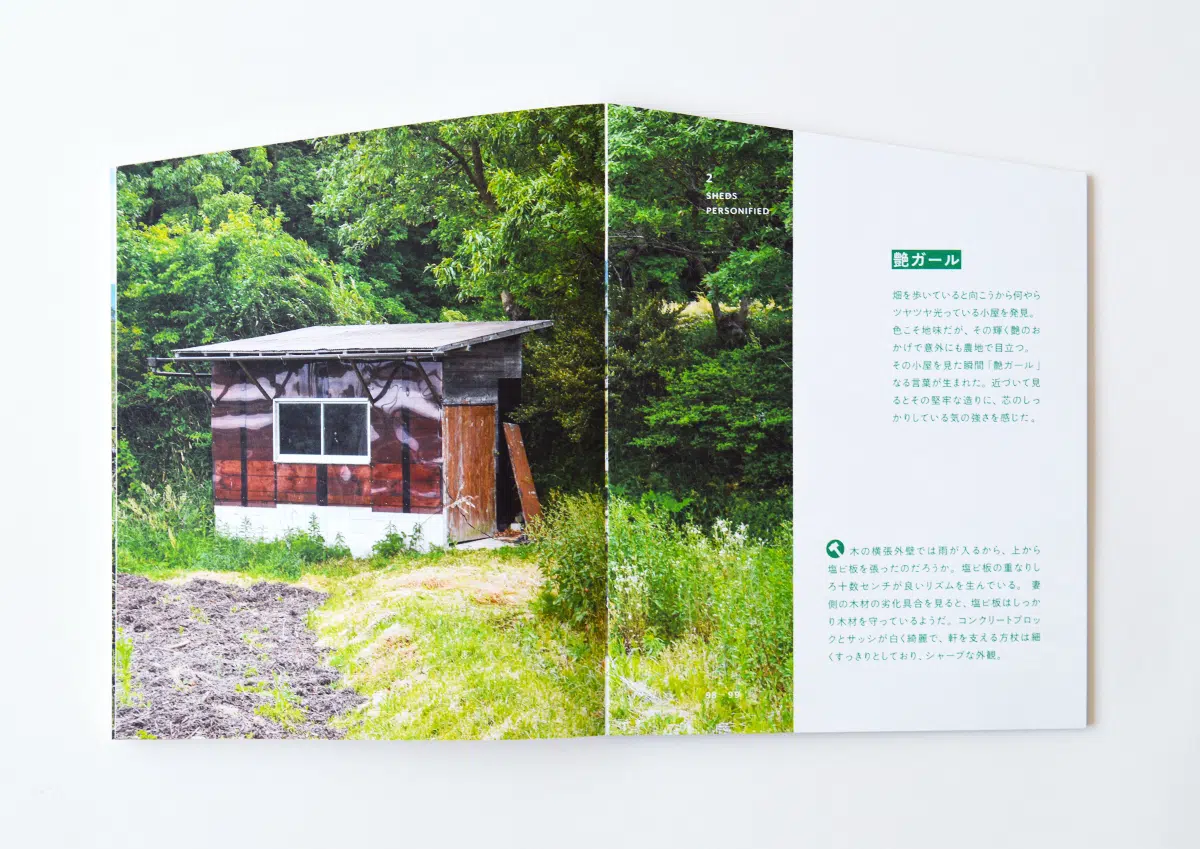 2
SHEDS
PERSONIFIED
艶ガール
畑を歩いていると向こうから何やら
ツヤツヤ光っている小屋を発見。
色こそ地味だが、その輝く艶のお
かげで意外にも農地で目立つ。
その小屋を見た瞬間「艶ガール」
なる言葉が生まれた。近づいて見
るとその堅牢な造りに、芯のしっ
かりしている気の強さを感じた。
木の横張外壁では雨が入るから、上から
塩ビ板を張ったのだろうか。塩ビ板の重なりし
ろ十数センチが良いリズムを生んでいる。 妻
側の木材の劣化具合を見ると、塩ビ板はしっか
り木材を守っているようだ。コンクリートブロッ
クとサッシが白く綺麗で、軒を支える方杖は細
くすっきりとしており、シャープな外観。
98 99